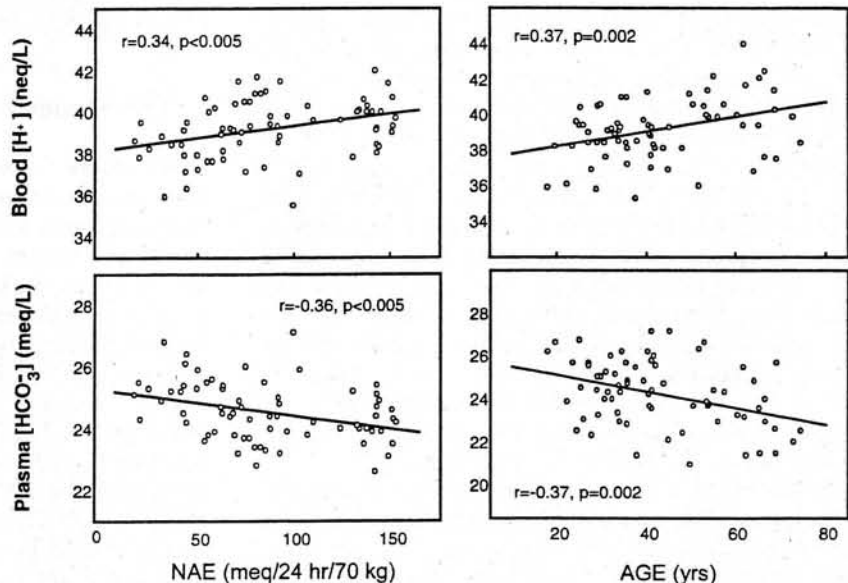 Blood [H+] (neq/L)
44
42
40
38
36
34
r=0.34, p<0.005
44
42
40
38
36
34
r=0.37, p=0.002
Plasma [HCO3-] (meq/L)
28
26
24
22
r=-0.36, p<0.005
28
26
24
22
20
r=-0.37, p=0.002
0 50 100 150
NAE (meq/24 hr/70 kg)
20 40 60 80
AGE (yrs)